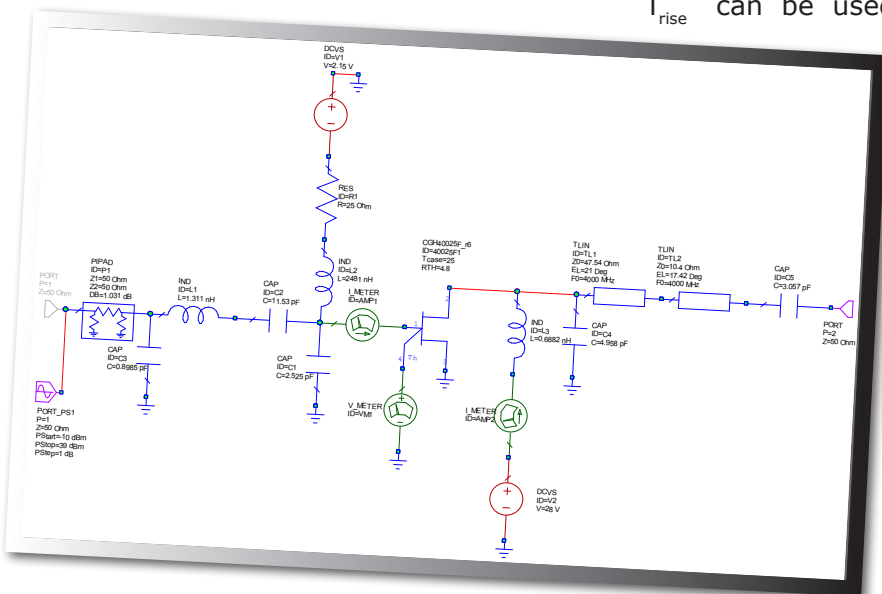 T_rise can be used
DCVS
ID=V1
V=2.15 V
RES
ID=R1
R=25 Ohm
IND
ID=L2
L=2481 nH
CGH40025F_r6
ID=40025F1
Tcase=25
RTH=4.8
PORT
P=1
Z=50 Ohm
PIPAD
ID=P1
Z1=50 Ohm
Z2=50 Ohm
DB=1.031 dB
IND
ID=L1
L=1.311 nH
CAP
ID=C2
C=11.53 pF
I_METER
ID=AMP1
TLIN
ID=TL1
Z0=47.54 Ohm
EL=21 Deg
F0=4000 MHz
TLIN
ID=TL2
Z0=10.4 Ohm
EL=17.42 Deg
F0=4000 MHz
CAP
ID=C5
C=3.057 pF
PORT
P=2
Z=50 Ohm
CAP
ID=C3
C=0.8985 pF
CAP
ID=C1
C=2.525 pF
1
2
3
4
Th
IND
ID=L3
L=0.6882 nH
CAP
ID=C4
C=4.958 pF
PORT_PS1
P=1
Z=50 Ohm
PStart=-10 dBm
PStop=39 dBm
PStep=1 dB
V_METER
ID=VM1
I_METER
ID=AMP2
DCVS
ID=V2
V=28 V